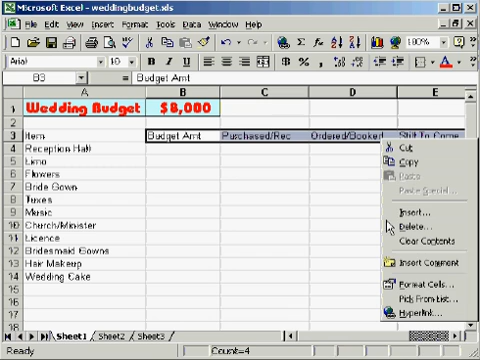 Microsoft Excel - weddingbudget.xls
File Edit View Insert Format Tools Data Window Help
100%
Arial 10 B I U
B3 = Budget Amt
A B C D E
1 Wedding Budget $8,000
2
3 Item Budget Amt Purchased/Rec Ordered/Booked Still To Come
4 Reception Hall
5 Limo
6 Flowers
7 Bride Gown
8 Tuxes
9 Music
10 Church/Minister
11 Licence
12 Bridesmaid Gowns
13 Hair Makeup
14 Wedding Cake
15
16
17
18
Cut
Copy
Paste
Paste Special...
Insert...
Delete...
Clear Contents
Insert Comment
Format Cells...
Pick From List...
Hyperlink...
Sheet1 Sheet2 Sheet3
Ready Count=4